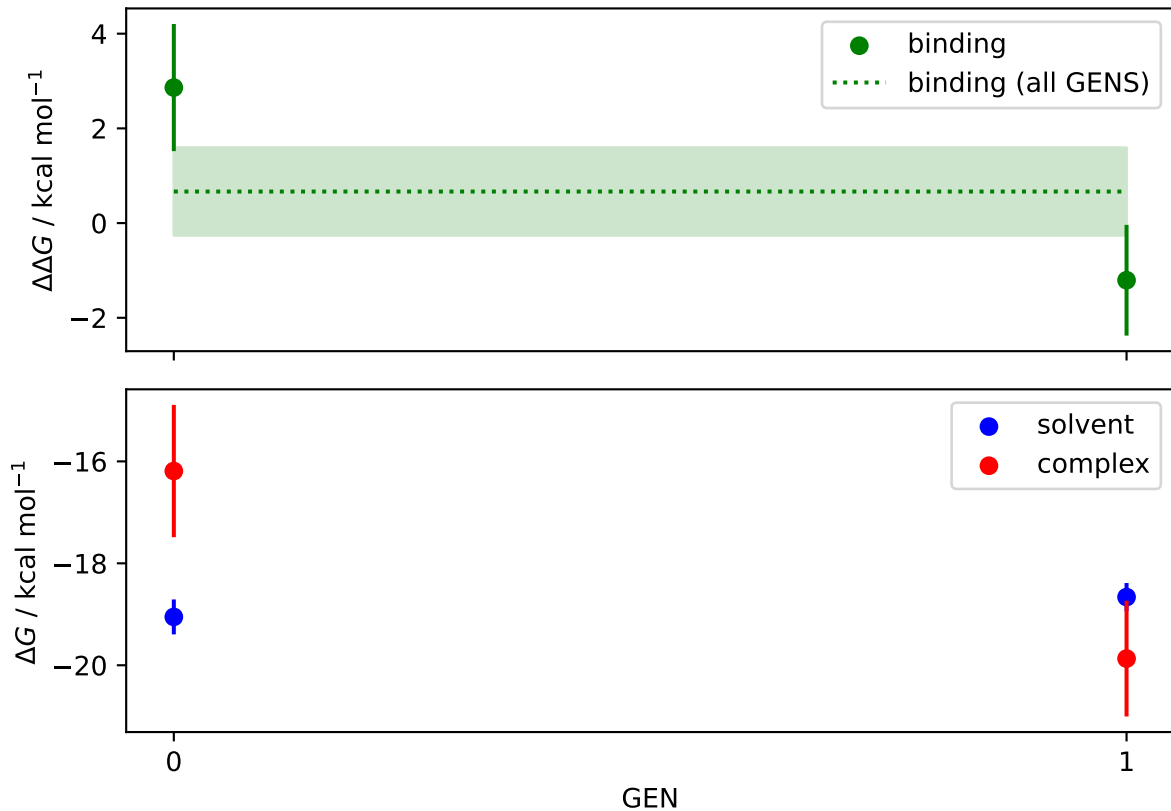 4
2
0
−2
ΔΔG / kcal mol⁻¹
binding
binding (all GENS)
−16
−18
−20
ΔG / kcal mol⁻¹
solvent
complex
0
1
GEN